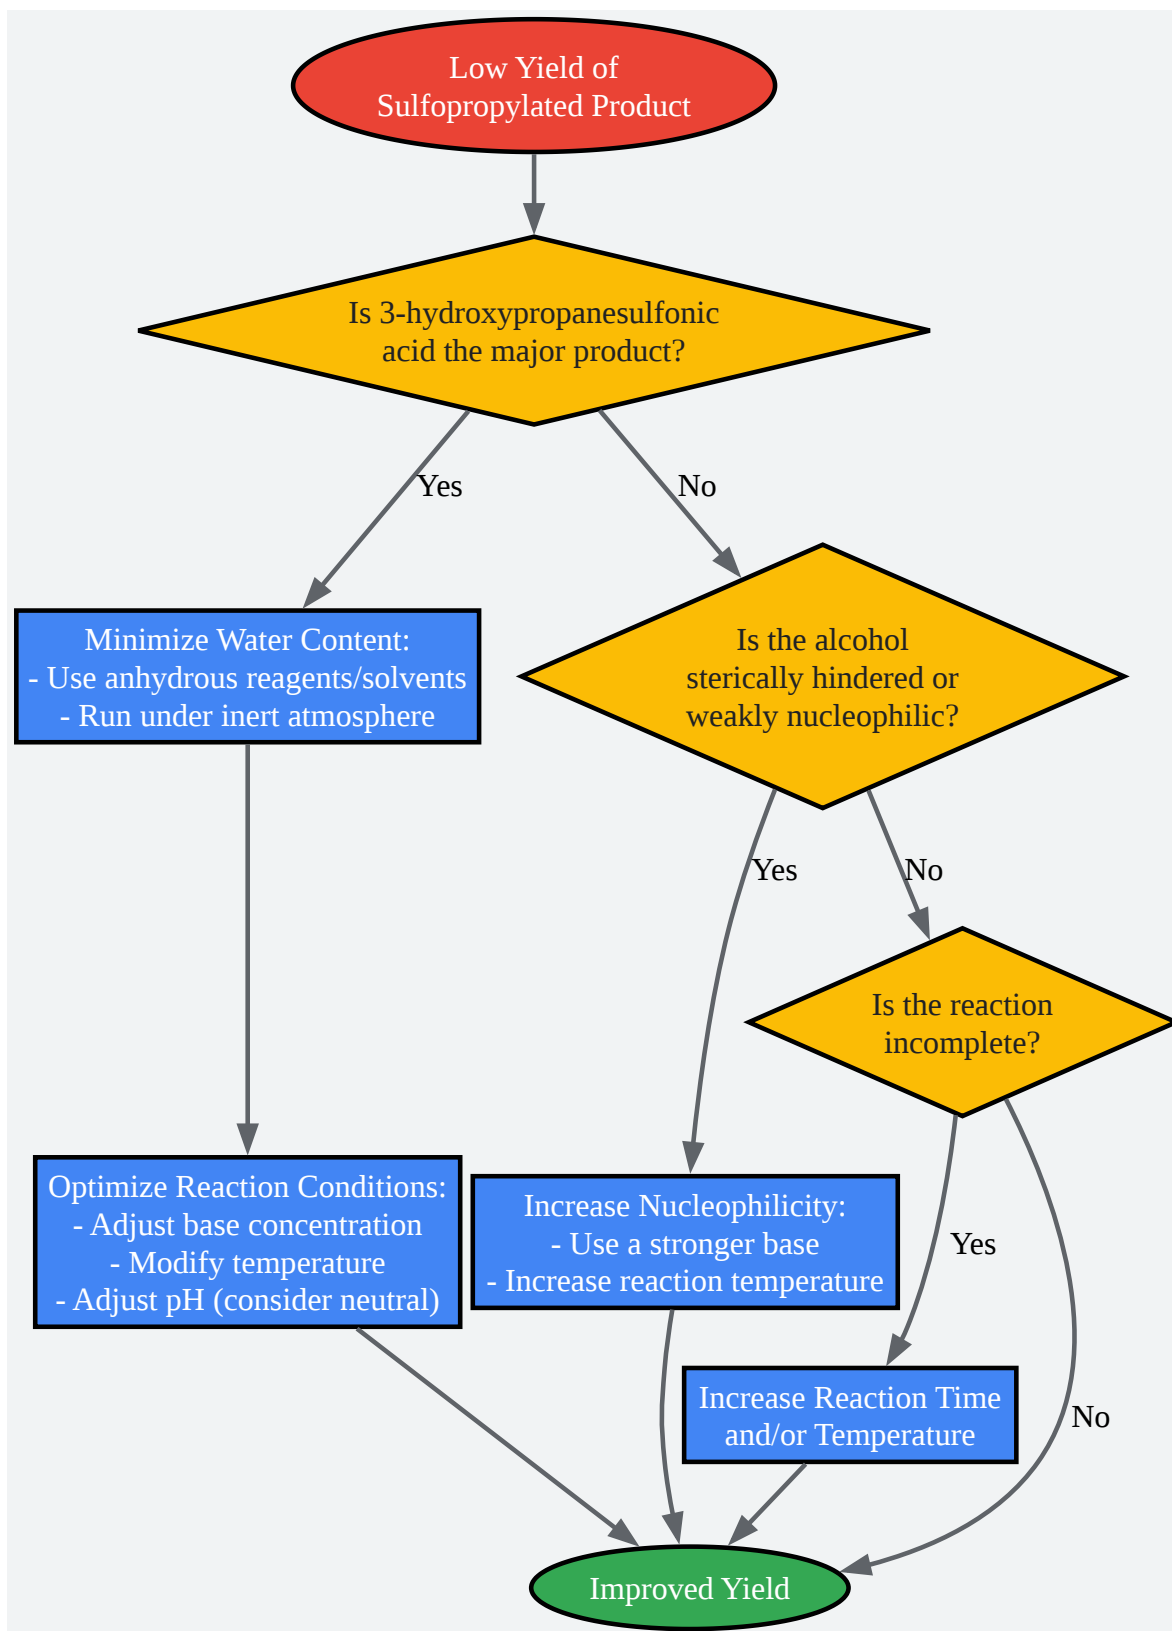 Low Yield of
Sulfopropylated Product
Is 3-hydroxypropanesulfonic
acid the major product?
Yes
No
Minimize Water Content:
- Use anhydrous reagents/solvents
- Run under inert atmosphere
Is the alcohol
sterically hindered or
weakly nucleophilic?
Yes
No
Is the reaction
incomplete?
Optimize Reaction Conditions:
- Adjust base concentration
- Modify temperature
- Adjust pH (consider neutral)
Increase Nucleophilicity:
- Use a stronger base
- Increase reaction temperature
Yes
No
Increase Reaction Time
and/or Temperature
Improved Yield